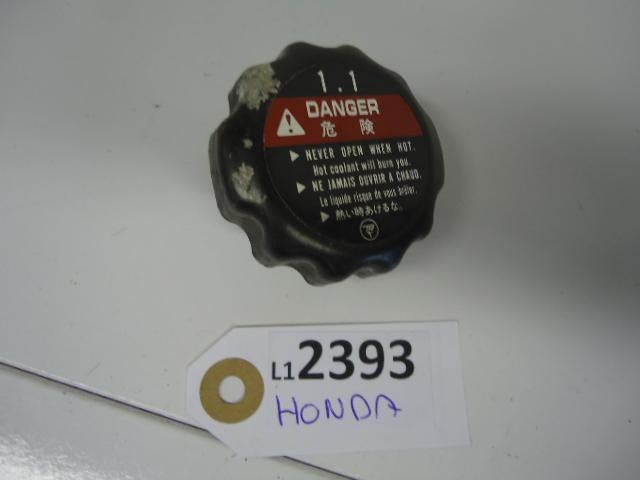 1.1
DANGER
危険
NEVER OPEN WHEN HOT.
Hot coolant will burn you.
NE JAMAIS OUVRIR A CHAUD.
Le liquide risque de vous brûler.
熱い時あけるな。
L1 2393
HONDA